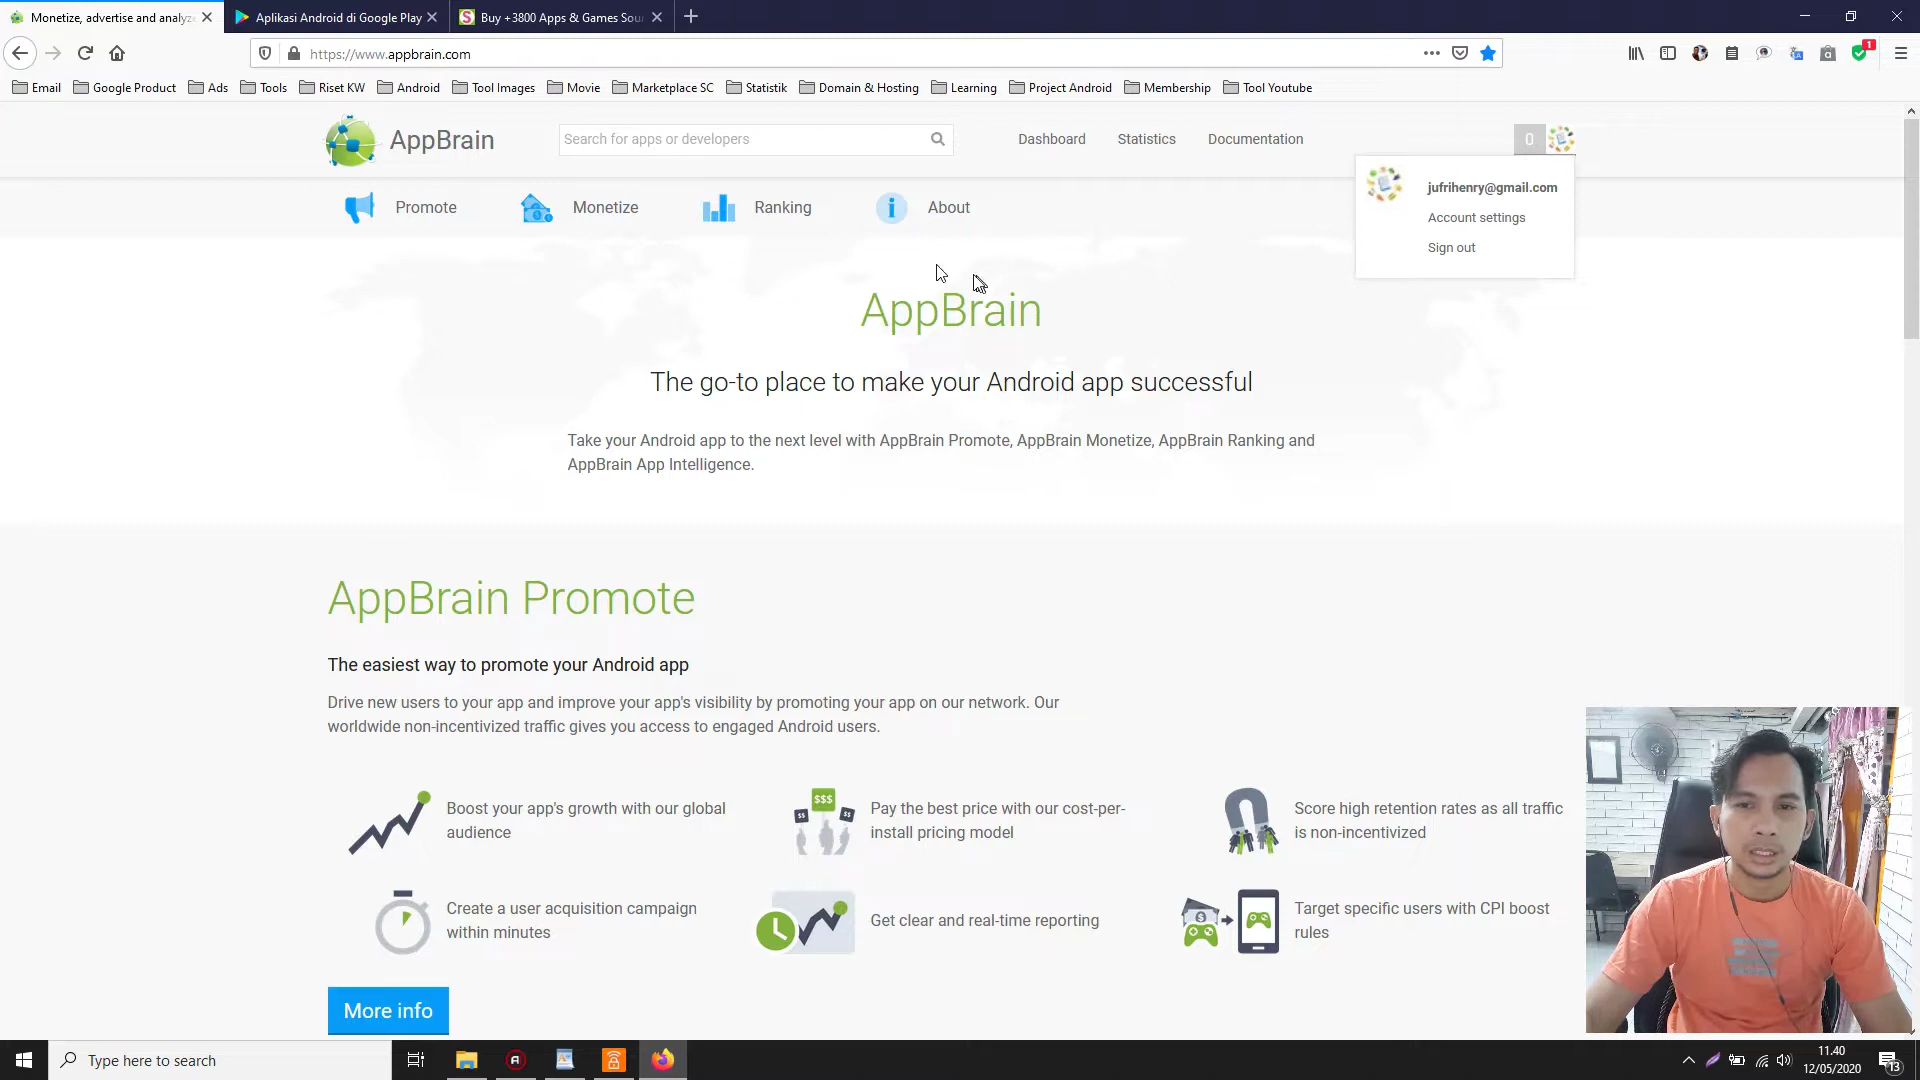 Monetize, advertise and analyze
Aplikasi Android di Google Play
Buy +3800 Apps & Games Sou
https://www.appbrain.com
1
Email
Google Product
Ads
Tools
Riset KW
Android
Tool Images
Movie
Marketplace SC
Statistik
Domain & Hosting
Learning
Project Android
Membership
Tool Youtube
AppBrain
Search for apps or developers
Dashboard
Statistics
Documentation
0
jufrihenry@gmail.com
Account settings
Sign out
Promote
Monetize
Ranking
About
AppBrain
The go-to place to make your Android app successful
Take your Android app to the next level with AppBrain Promote, AppBrain Monetize, AppBrain Ranking and
AppBrain App Intelligence.
AppBrain Promote
The easiest way to promote your Android app
Drive new users to your app and improve your app's visibility by promoting your app on our network. Our
worldwide non-incentivized traffic gives you access to engaged Android users.
Boost your app's growth with our global
audience
$$$
$$
$$
Pay the best price with our cost-per-
install pricing model
Score high retention rates as all traffic
is non-incentivized
Create a user acquisition campaign
within minutes
Get clear and real-time reporting
Target specific users with CPI boost
rules
More info
Type here to search
11.40
12/05/2020
13